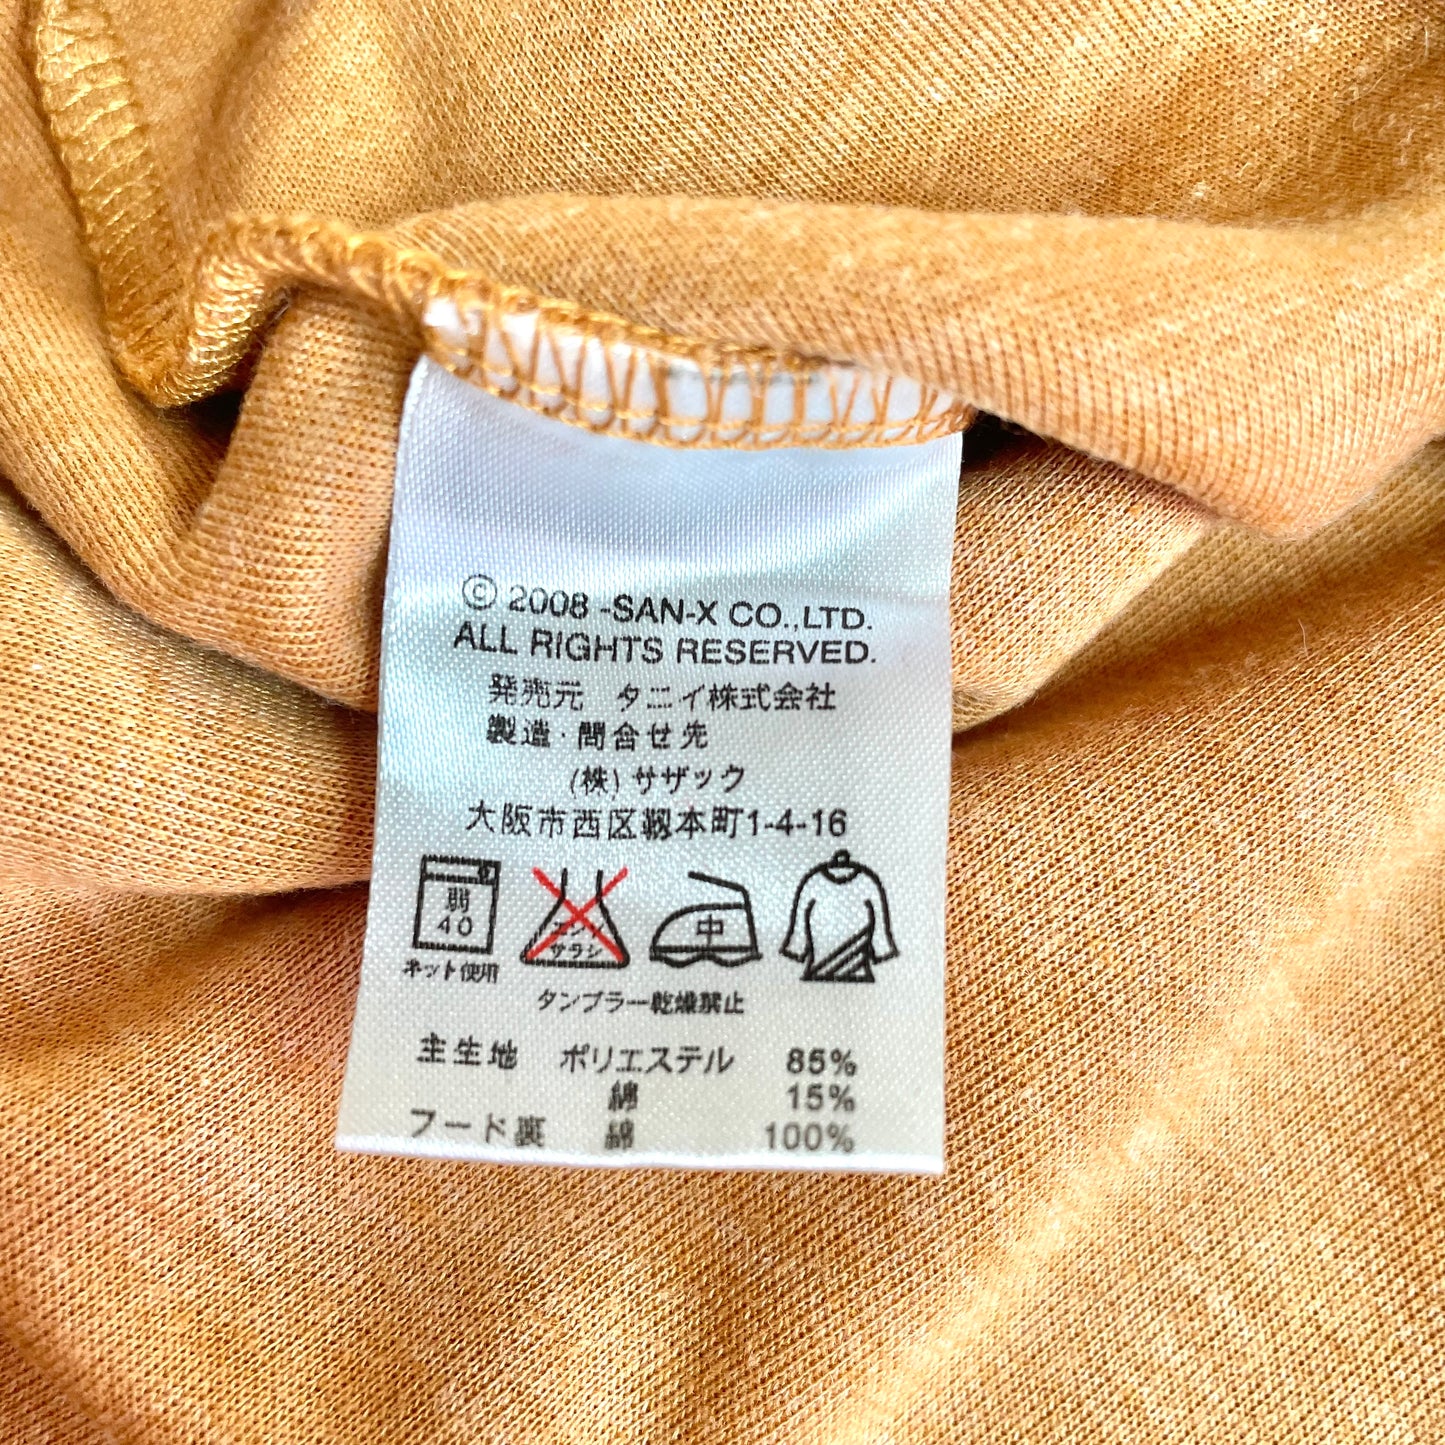 © 2008 -SAN-X CO.,LTD.
ALL RIGHTS RESERVED.
発売元 タニイ株式会社
製造・問合せ先
(株) サザック
大阪市西区靱本町1-4-16
弱
40
エンソ
サラシ
中
ネット使用
タンブラー乾燥禁止
主生地 ポリエステル 85%
綿 15%
フード裏 綿 100%